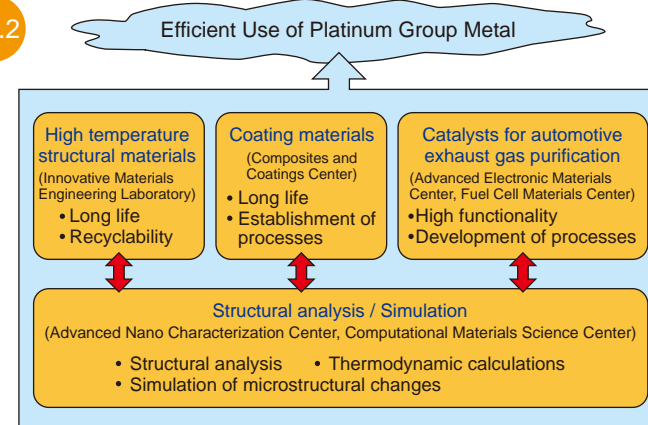 .2
Efficient Use of Platinum Group Metal
High temperature
structural materials
(Innovative Materials
Engineering Laboratory)
• Long life
• Recyclability
Coating materials
(Composites and
Coatings Center)
• Long life
• Establishment of
processes
Catalysts for automotive
exhaust gas purification
(Advanced Electronic Materials
Center, Fuel Cell Materials Center)
•High functionality
•Development of processes
Structural analysis / Simulation
(Advanced Nano Characterization Center, Computational Materials Science Center)
• Structural analysis • Thermodynamic calculations
• Simulation of microstructural changes